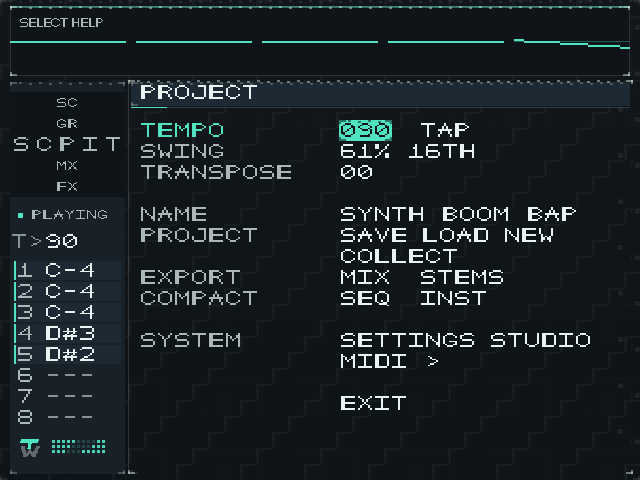 SELECT HELP
PROJECT
SC
GR
SCPIT
MX
FX
PLAYING
T>90
1 C-4
2 C-4
3 C-4
4 D#3
5 D#2
6 ---
7 ---
8 ---
TW
TEMPO 090 TAP
SWING 61% 16TH
TRANSPOSE 00
NAME SYNTH BOOM BAP
PROJECT SAVE LOAD NEW
COLLECT
EXPORT MIX STEMS
COMPACT SEQ INST
SYSTEM SETTINGS STUDIO
MIDI >
EXIT